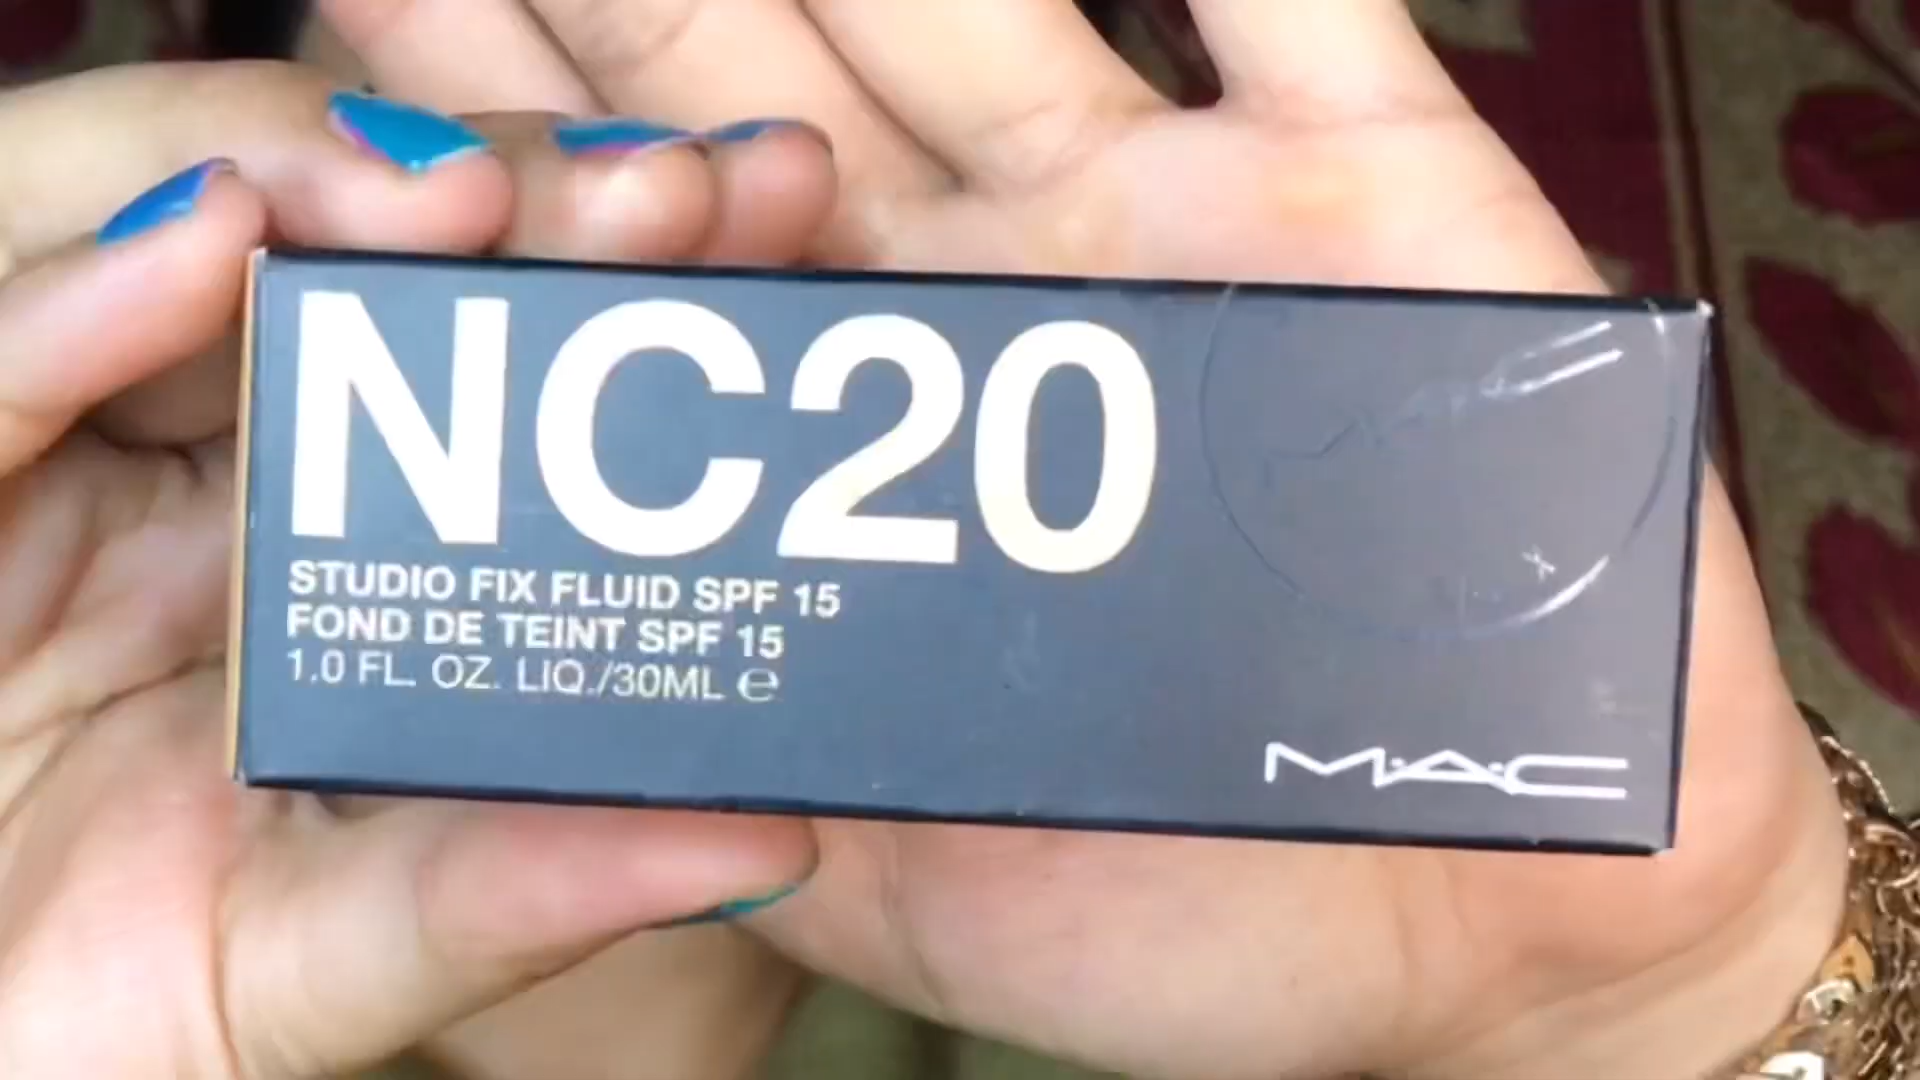 NC20
STUDIO FIX FLUID SPF 15
FOND DE TEINT SPF 15
1.0 FL. OZ. LIQ./30ML ℮
M·A·C